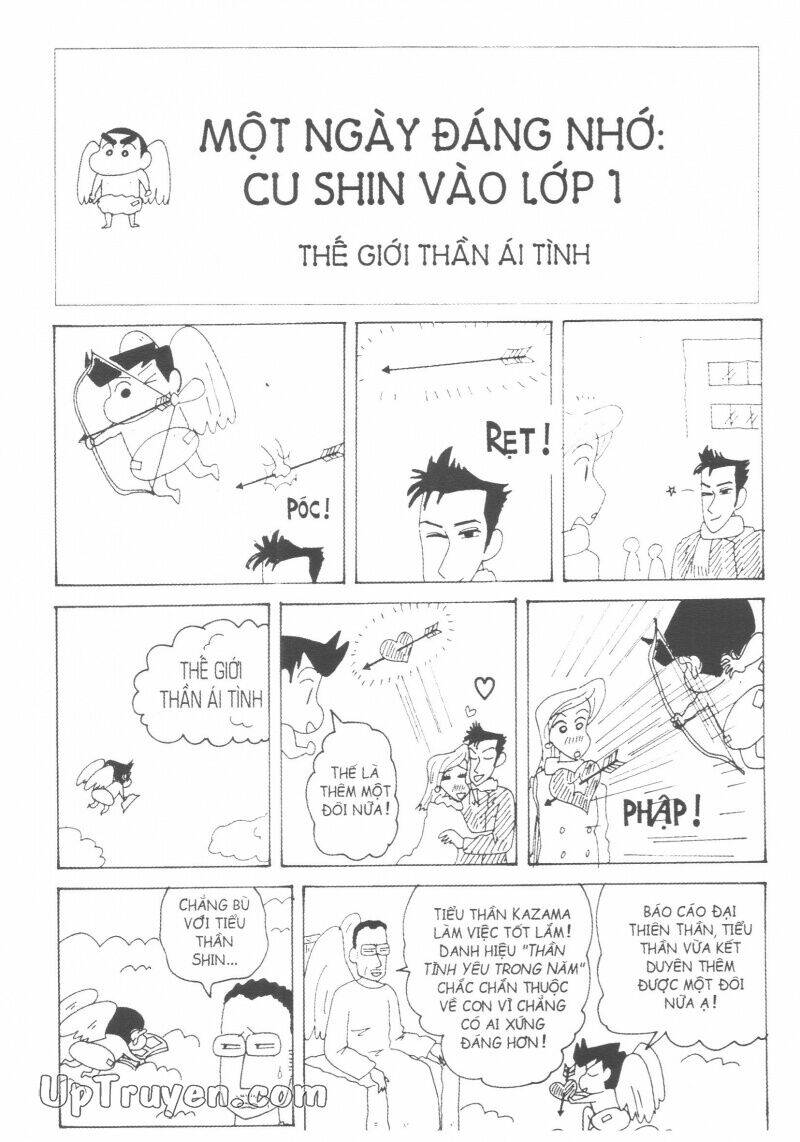 MỘT NGÀY ĐÁNG NHỚ:
CU SHIN VÀO LỚP 1
THẾ GIỚI THẦN ÁI TÌNH
RẸT!
PÓC!
PHẬP!
THẾ LÀ
THÊM MỘT
ĐÔI NỮA!
THẾ GIỚI
THẦN ÁI TÌNH
BÁO CÁO ĐẠI
THIÊN THẦN, TIỂU
THẦN VỪA KẾT
DUYÊN THÊM
ĐƯỢC MỘT ĐÔI
NỮA Ạ!
TIỂU THẦN KAZAMA
LÀM VIỆC TỐT LẮM!
DANH HIỆU "THẦN
TÌNH YÊU TRONG NĂM"
CHẮC CHẮN THUỘC
VỀ CON VÌ CHẲNG
CÓ AI XỨNG
ĐÁNG HƠN!
CHẲNG BÙ
VỚI TIỂU
THẦN
SHIN...
UpTruyen.com